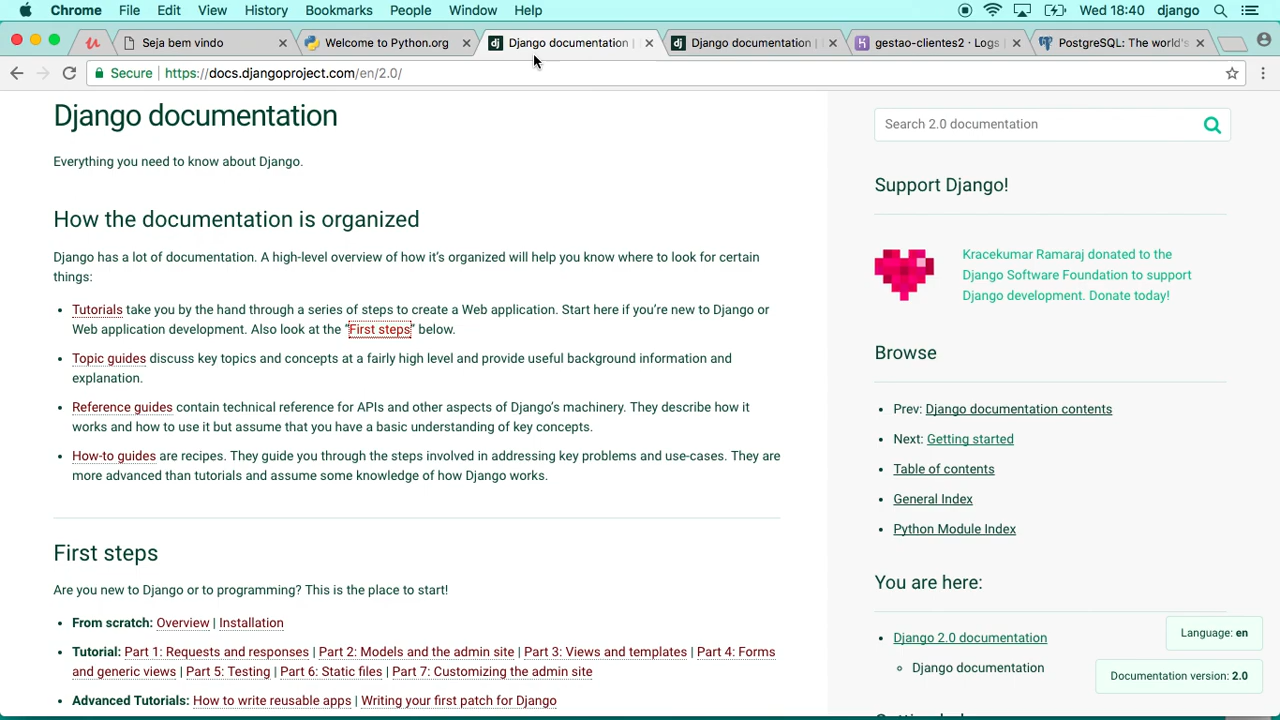 Chrome File Edit View History Bookmarks People Window Help Wed 18:40 django
Seja bem vindo Welcome to Python.org Django documentation | Django documentation | gestao-clientes2 · Logs | PostgreSQL: The world's
Secure https://docs.djangoproject.com/en/2.0/
Django documentation
Everything you need to know about Django.
How the documentation is organized
Django has a lot of documentation. A high-level overview of how it's organized will help you know where to look for certain
things:
• Tutorials take you by the hand through a series of steps to create a Web application. Start here if you're new to Django or
Web application development. Also look at the “First steps” below.
• Topic guides discuss key topics and concepts at a fairly high level and provide useful background information and
explanation.
• Reference guides contain technical reference for APIs and other aspects of Django's machinery. They describe how it
works and how to use it but assume that you have a basic understanding of key concepts.
• How-to guides are recipes. They guide you through the steps involved in addressing key problems and use-cases. They are
more advanced than tutorials and assume some knowledge of how Django works.
First steps
Are you new to Django or to programming? This is the place to start!
• From scratch: Overview | Installation
• Tutorial: Part 1: Requests and responses | Part 2: Models and the admin site | Part 3: Views and templates | Part 4: Forms
and generic views | Part 5: Testing | Part 6: Static files | Part 7: Customizing the admin site
• Advanced Tutorials: How to write reusable apps | Writing your first patch for Django
Search 2.0 documentation
Support Django!
Kracekumar Ramaraj donated to the
Django Software Foundation to support
Django development. Donate today!
Browse
• Prev: Django documentation contents
• Next: Getting started
• Table of contents
• General Index
• Python Module Index
You are here:
• Django 2.0 documentation
Django documentation
Language: en
Documentation version: 2.0